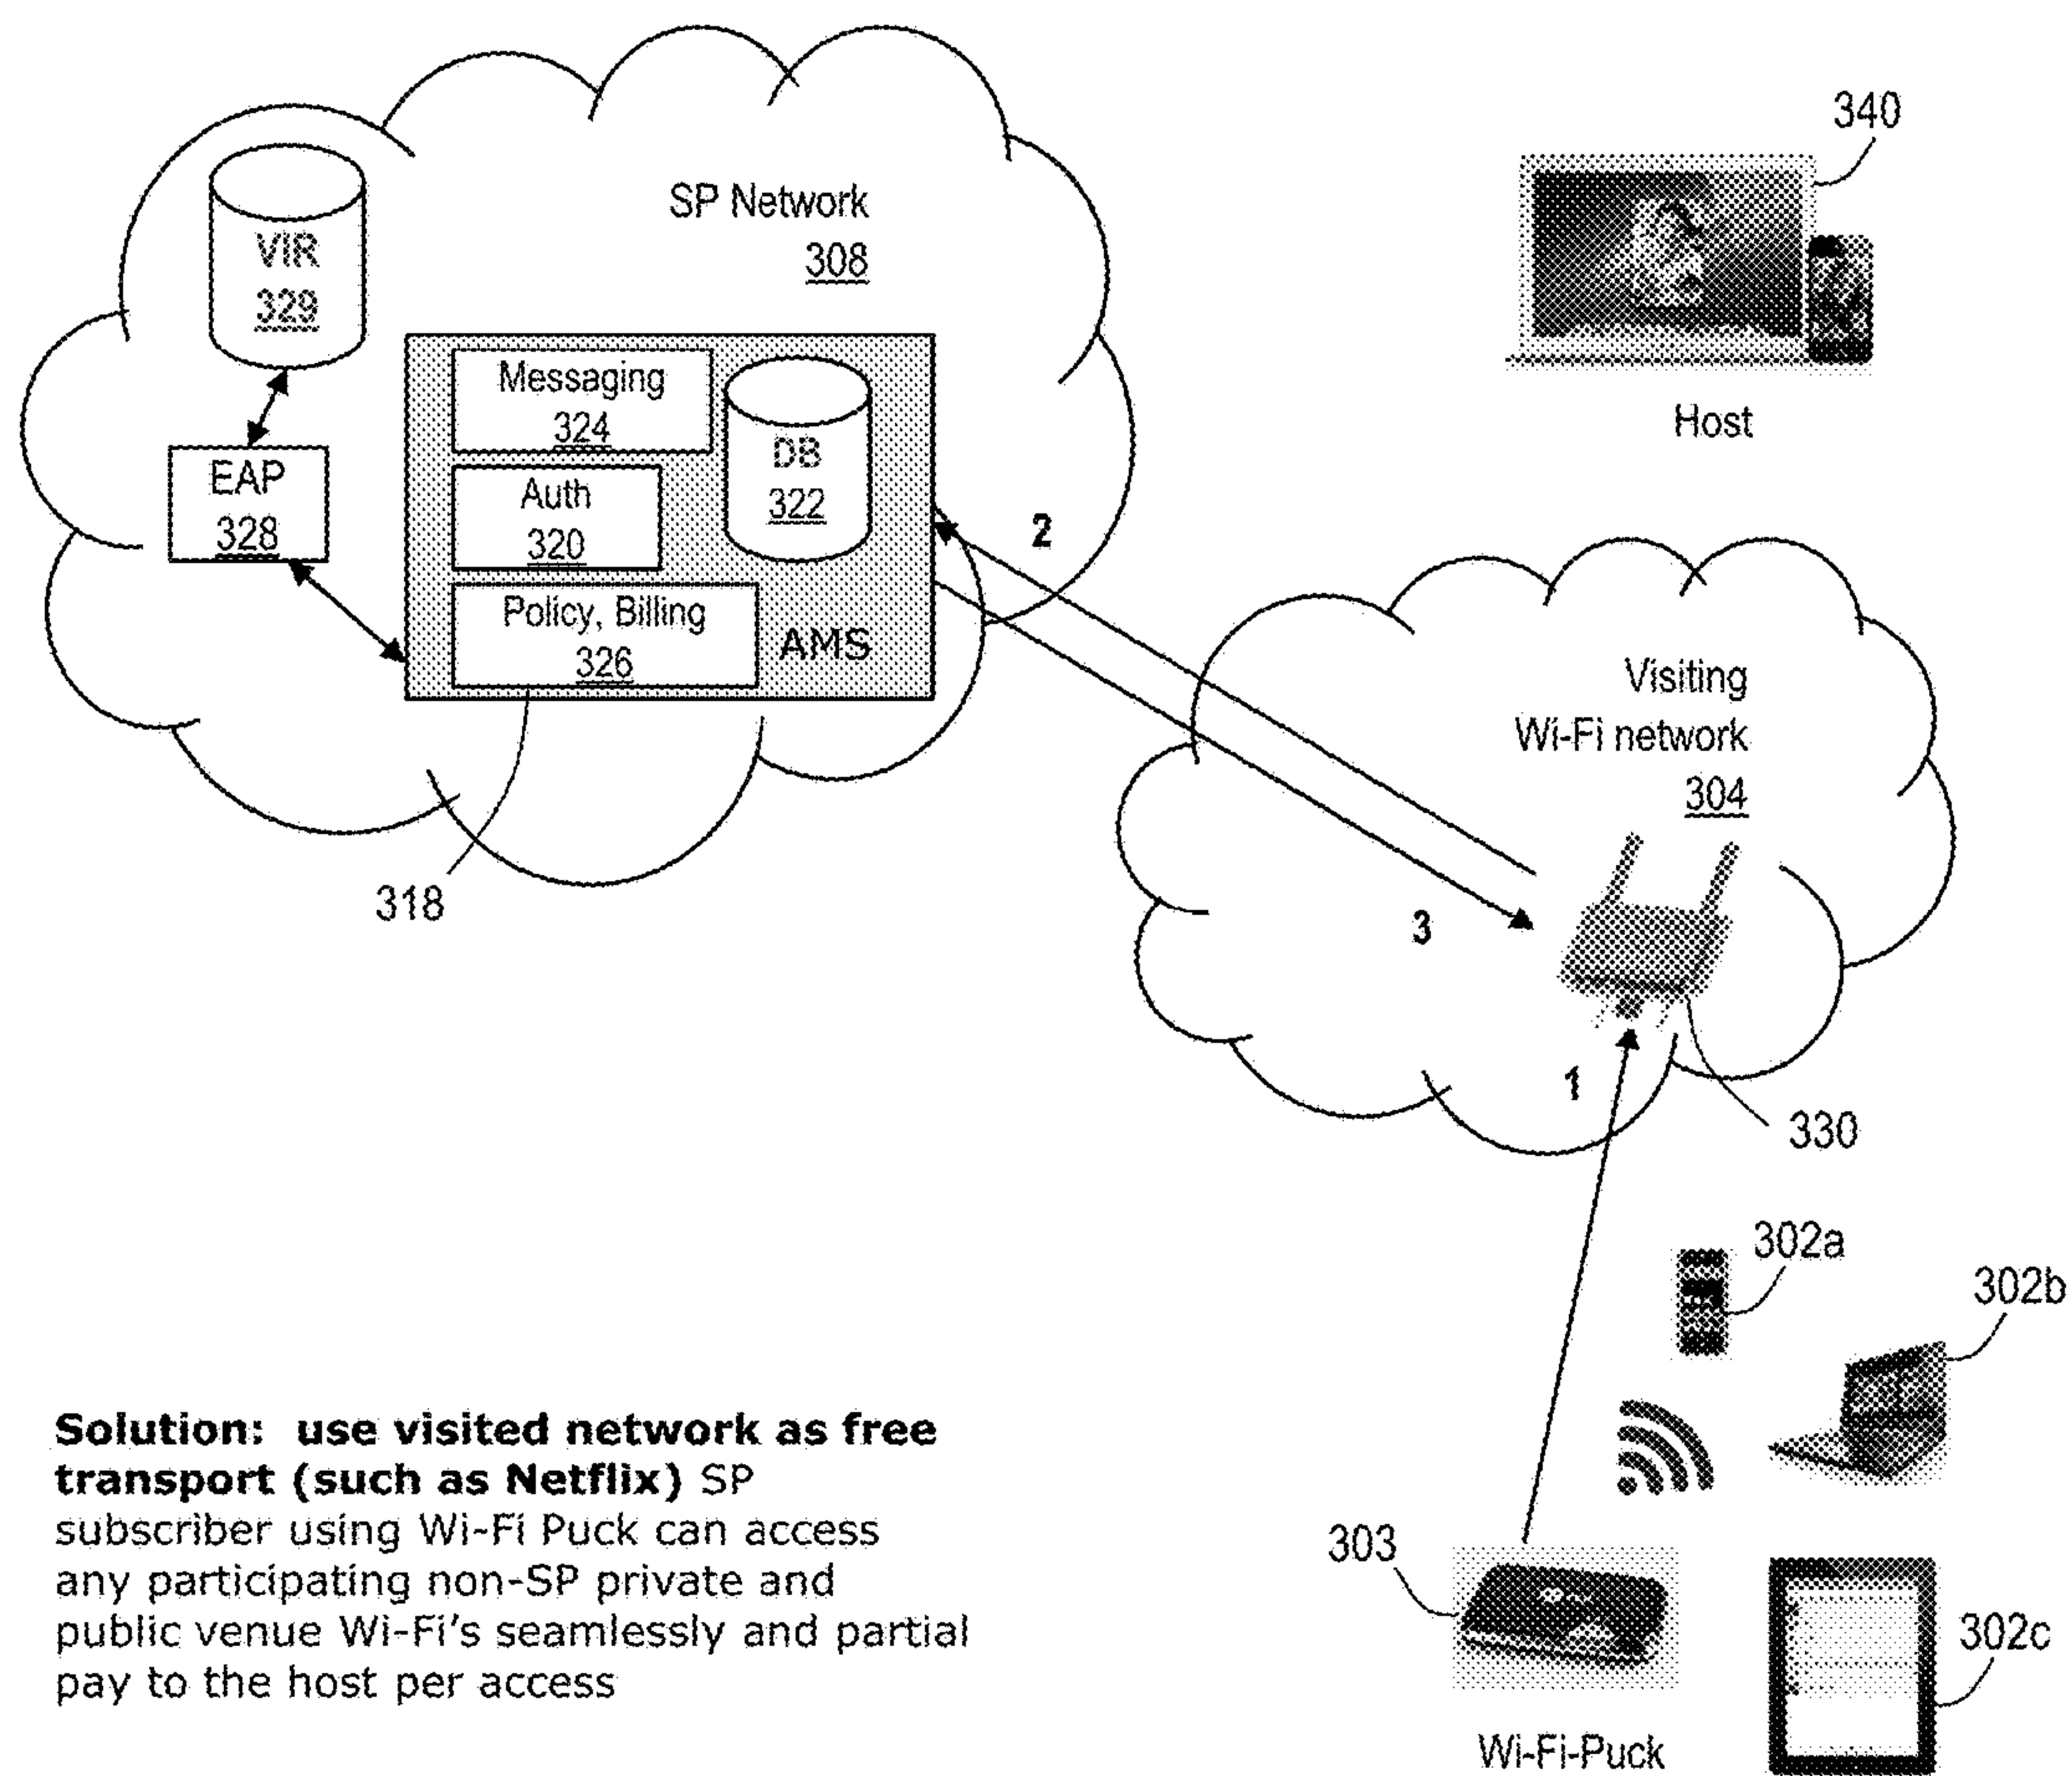 340
SP Network
308
VIR
329
Messaging
324
Host
DB
322
EAP
328
Auth
320
2
Policy, Billing
326
AMS
Visiting
Wi-Fi network
304
318
3
1
330
302a
302b
Solution: use visited network as free
transport (such as Netflix) SP
subscriber using Wi-Fi Puck can access
any participating non-SP private and
public venue Wi-Fi's seamlessly and partial
pay to the host per access
303
302c
Wi-Fi-Puck